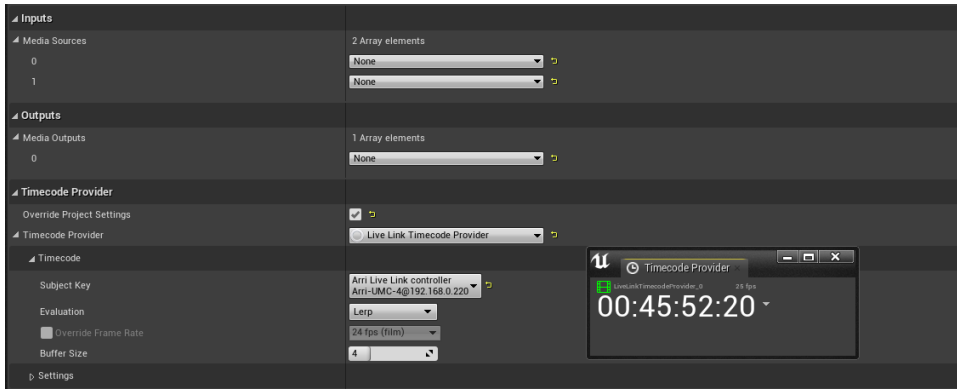 Inputs
Media Sources 2 Array elements
0 None
1 None
Outputs
Media Outputs 1 Array elements
0 None
Timecode Provider
Override Project Settings
Timecode Provider Live Link Timecode Provider
Timecode
Subject Key Arri Live Link controller
Arri-UMC-4@192.168.0.220
Evaluation Lerp
Override Frame Rate 24 fps (film)
Buffer Size 4
Settings
Timecode Provider
LiveLinkTimecodeProvider_0 25 fps
00:45:52:20